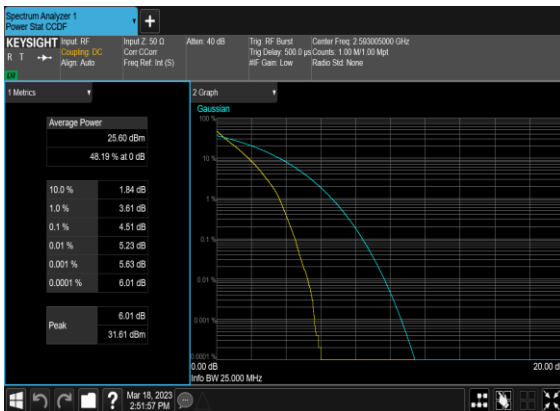 Spectrum Analyzer 1
Power Stat CCDF
+
KEYSIGHT
R T
LV
Input: RF
Coupling: DC
Align: Auto
Input Z: 50 Ω
Corr CCorr
Freq Ref: Int (S)
Atten: 40 dB
Trig: RF Burst
Trig Delay: 500.0 µs
#IF Gain: Low
Center Freq: 2.593005000 GHz
Counts: 1.00 M/1.00 Mpt
Radio Std: None
1 Metrics
Average Power
25.60 dBm
48.19 % at 0 dB
10.0 % 1.84 dB
1.0 % 3.61 dB
0.1 % 4.51 dB
0.01 % 5.23 dB
0.001 % 5.63 dB
0.0001 % 6.01 dB
Peak
6.01 dB
31.61 dBm
2 Graph
Gaussian
100 %
10 %
1 %
0.1 %
0.01 %
0.001 %
0.0001 %
0.00 dB
20.00 d
Info BW 25.000 MHz
?
Mar 18, 2023
2:51:57 PM